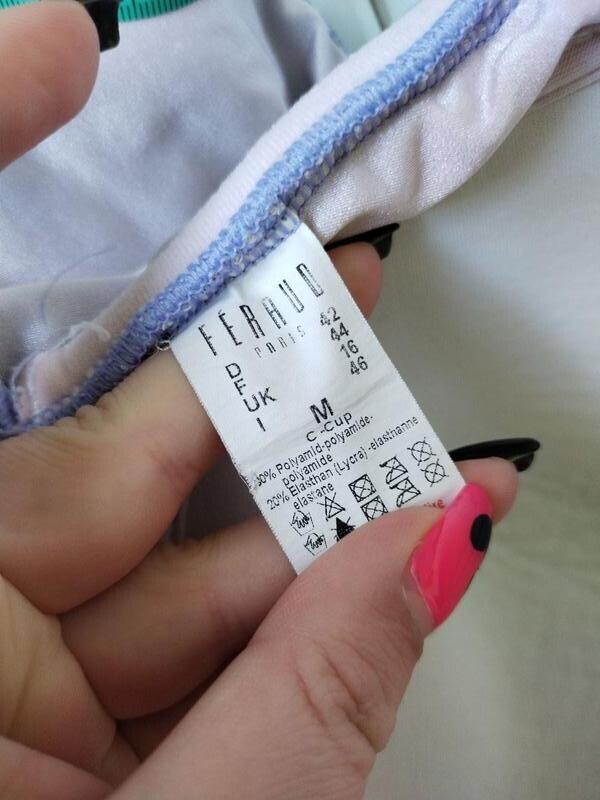 FÉRAUD
PARIS
D 42
F 44
UK 16
I 46
M
C-Cup
80% Polyamid-polyamide-
polyamide
20% Elasthan (Lycra)-elasthanne
elastane